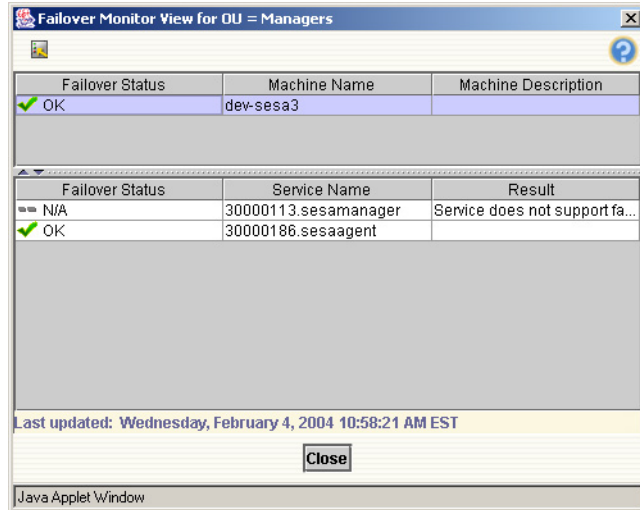 Failover Monitor View for OU = Managers
Failover Status Machine Name Machine Description
OK dev-sesa3
Failover Status Service Name Result
N/A 30000113.sesamanager Service does not support fa...
OK 30000186.sesaagent
Last updated: Wednesday, February 4, 2004 10:58:21 AM EST
Close
Java Applet Window